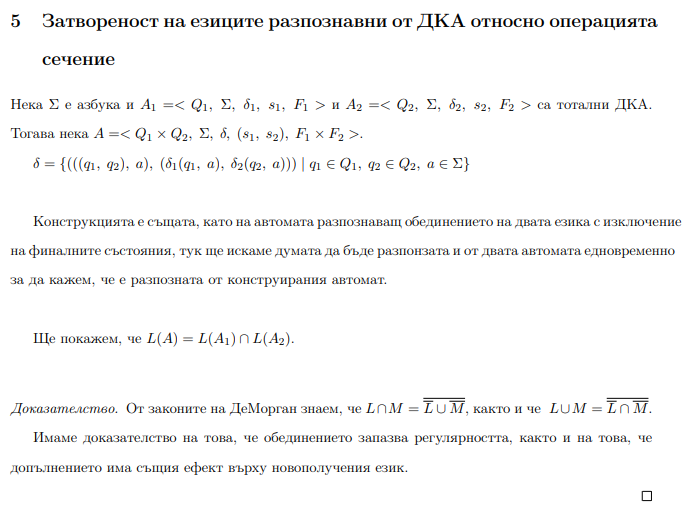 5 Затвореност на езиците разпознавни от ДКА относно операцията
сечение
Нека Σ е азбука и A₁ =< Q₁, Σ, δ₁, s₁, F₁ > и A₂ =< Q₂, Σ, δ₂, s₂, F₂ > са тотални ДКА.
Тогава нека A =< Q₁ × Q₂, Σ, δ, (s₁, s₂), F₁ × F₂ >.
δ = {(((q₁, q₂), a), (δ₁(q₁, a), δ₂(q₂, a))) | q₁ ∈ Q₁, q₂ ∈ Q₂, a ∈ Σ}
Конструкцията е същата, като на автомата разпознаващ обединението на двата езика с изключение
на финалните състояния, тук ще искаме думата да бъде разпонзата и от двата автомата едновременно
за да кажем, че е разпозната от конструирания автомат.
Ще покажем, че L(A) = L(A₁) ∩ L(A₂).
Доказателство. От законите на ДеМорган знаем, че L∩M = $\overline{\overline{L} \cup \overline{M}}$, както и че L∪M = $\overline{\overline{L} \cap \overline{M}}$.
Имаме доказателство на това, че обединението запазва регулярността, както и на това, че
допълнението има същия ефект върху новополучения език.
□